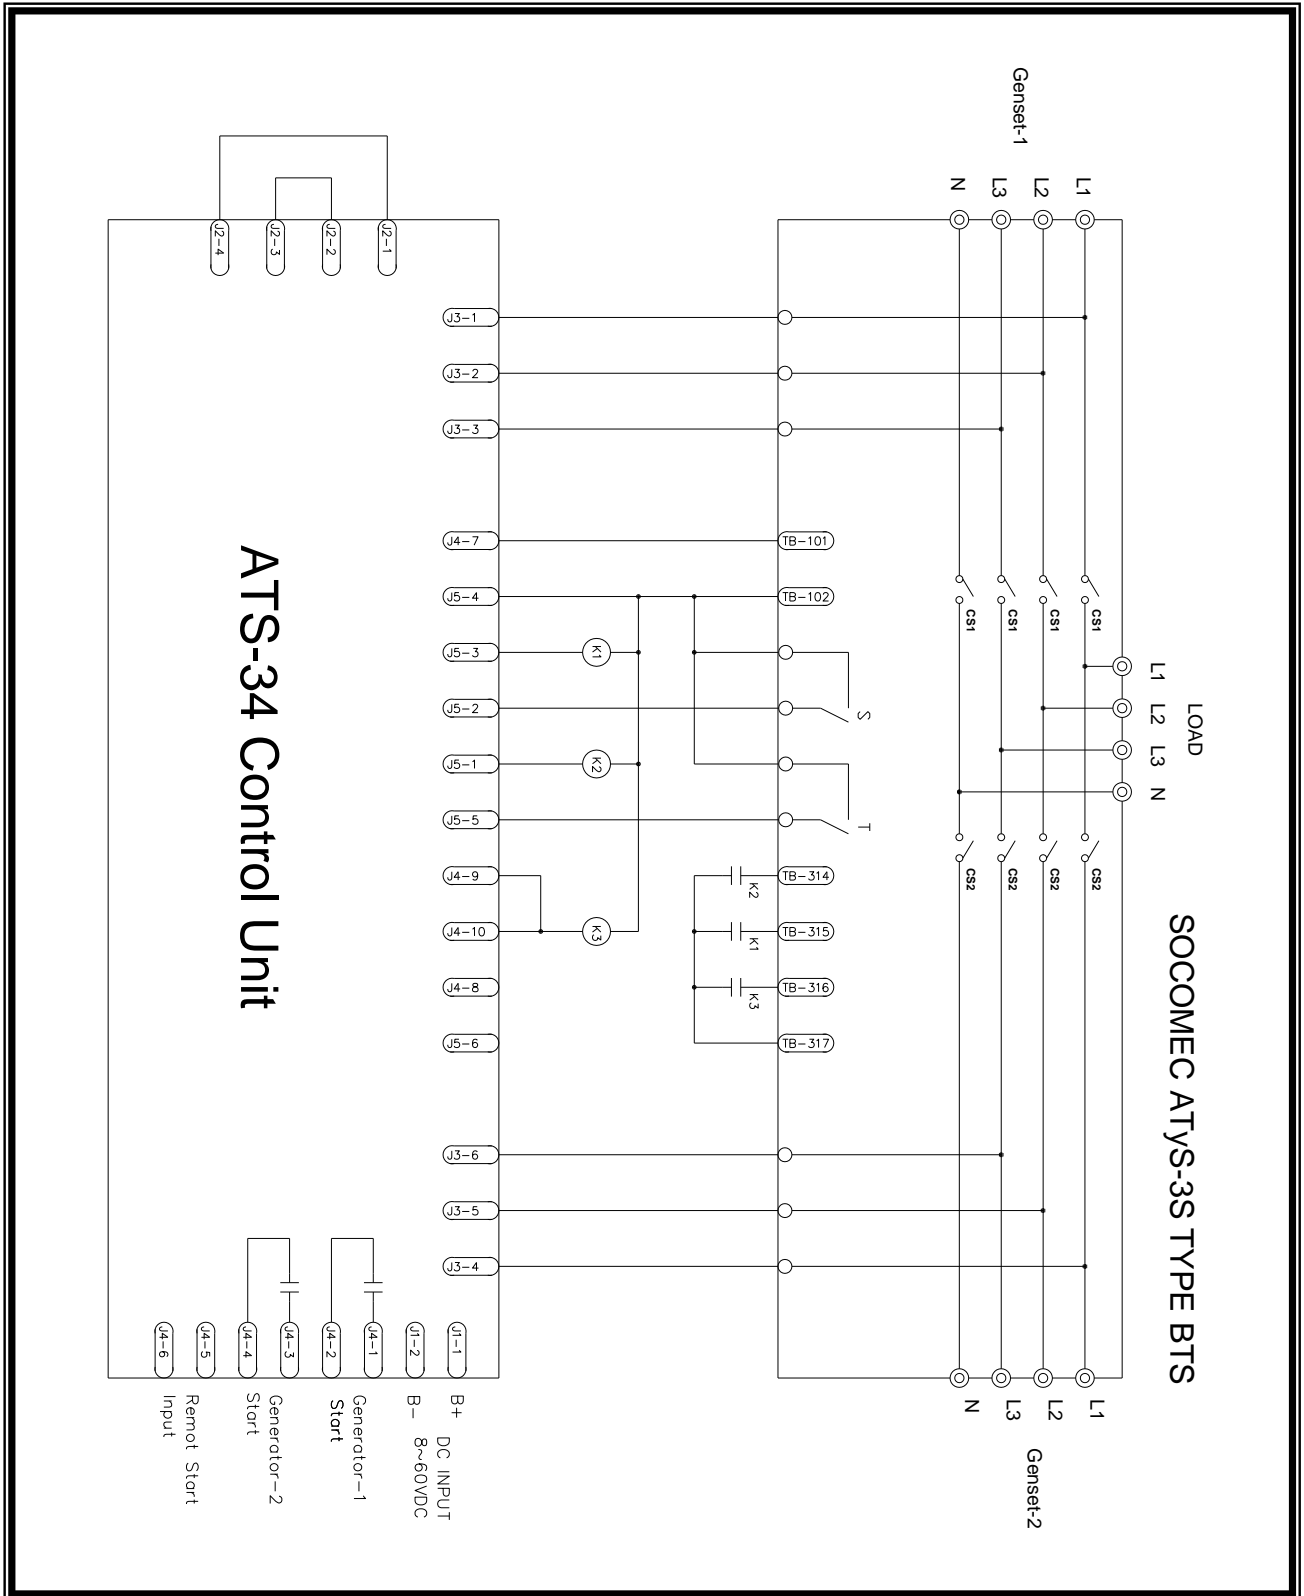 SOCOMEC ATyS-3S TYPE BTS
Genset-1
L1
L2
L3
N
LOAD
L1
L2
L3
N
Genset-2
L1
L2
L3
N
CS1
CS1
CS1
CS1
CS2
CS2
CS2
CS2
TB-101
TB-102
S
T
TB-314
TB-315
TB-316
TB-317
K2
K1
K3
K1
K2
K3
J3-1
J3-2
J3-3
J4-7
J5-4
J5-3
J5-2
J5-1
J5-5
J4-9
J4-10
J4-8
J5-6
J3-6
J3-5
J3-4
J2-1
J2-2
J2-3
J2-4
ATS-34 Control Unit
J1-1
J1-2
J4-1
J4-2
J4-3
J4-4
J4-5
J4-6
B+ DC INPUT
B- 8~60VDC
Generator-1
Start
Generator-2
Start
Remot Start
Input